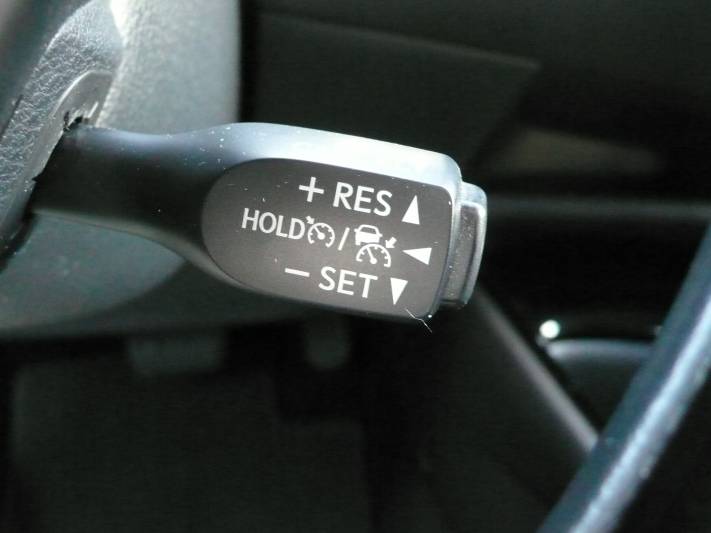 + RES
HOLD /
- SET